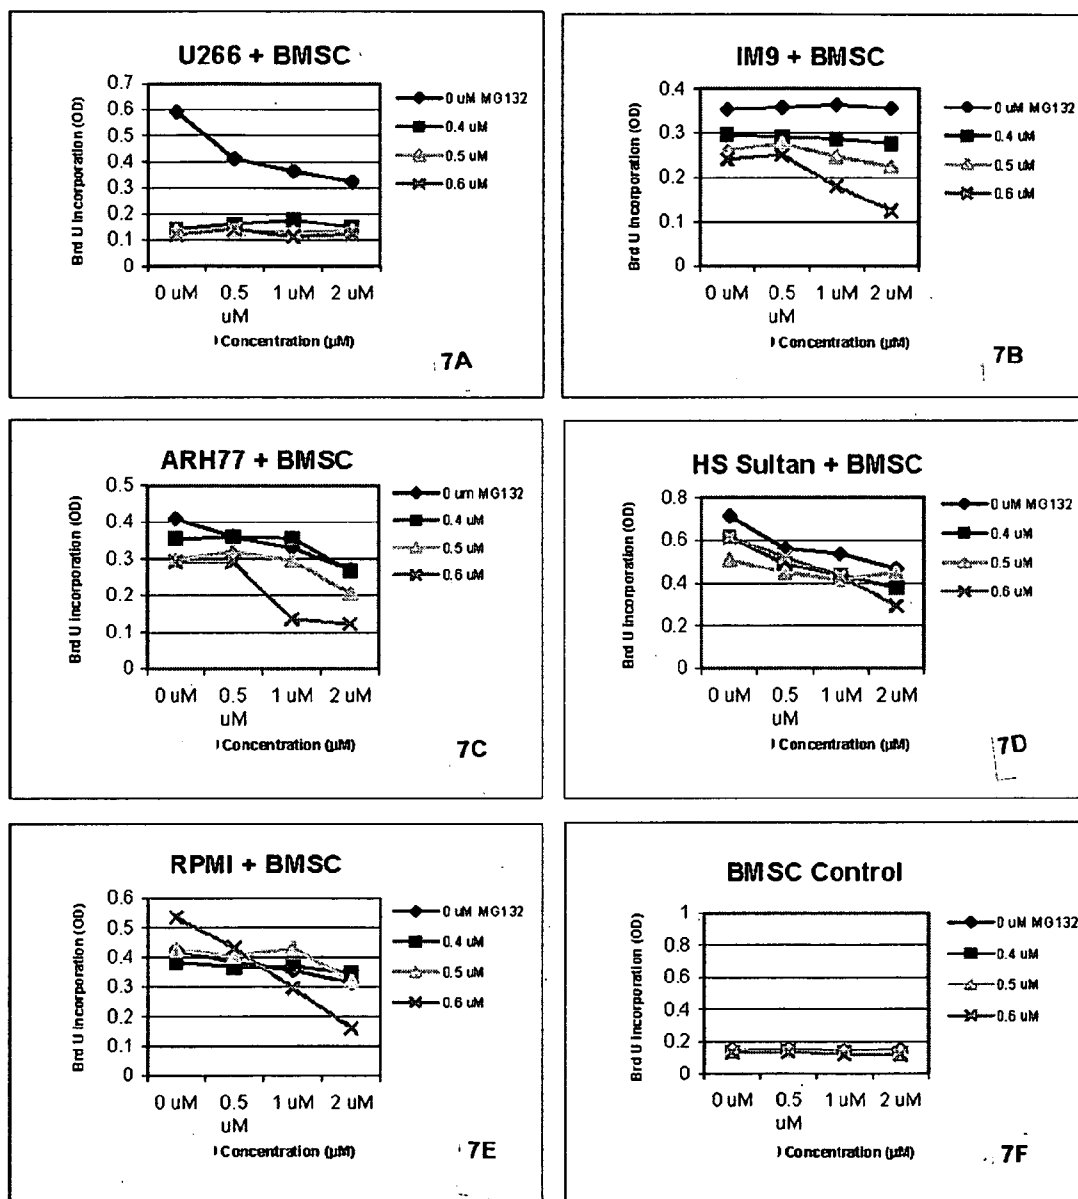 U266 + BMSC
Brd U Incorporation (OD)
0.7
0.6
0.5
0.4
0.3
0.2
0.1
0
0 uM
0.5 uM
1 uM
2 uM
Concentration (µM)
0 uM MG132
0.4 uM
0.5 uM
0.6 uM
7A
IM9 + BMSC
Brd U Incorporation (OD)
0.4
0.3
0.2
0.1
0
0 uM
0.5 uM
1 uM
2 uM
Concentration (µM)
0 uM MG132
0.4 uM
0.5 uM
0.6 uM
7B
ARH77 + BMSC
Brd U Incorporation (OD)
0.5
0.4
0.3
0.2
0.1
0
0 uM
0.5 uM
1 uM
2 uM
Concentration (µM)
0 um MG132
0.4 uM
0.5 uM
0.6 uM
7C
HS Sultan + BMSC
Brd U Incorporation (OD)
0.8
0.6
0.4
0.2
0
0 uM
0.5 uM
1 uM
2 uM
Concentration (µM)
0 uM MG132
0.4 uM
0.5 uM
0.6 uM
7D
RPMI + BMSC
Brd U Incorporation (OD)
0.6
0.5
0.4
0.3
0.2
0.1
0
0 uM
0.5 uM
1 uM
2 uM
Concentration (µM)
0 uM MG132
0.4 uM
0.5 uM
0.6 uM
7E
BMSC Control
Brd U Incorporation (OD)
1
0.8
0.6
0.4
0.2
0
0 uM
0.5 uM
1 uM
2 uM
Concentration (µM)
0 uM MG132
0.4 uM
0.5 uM
0.6 uM
7F